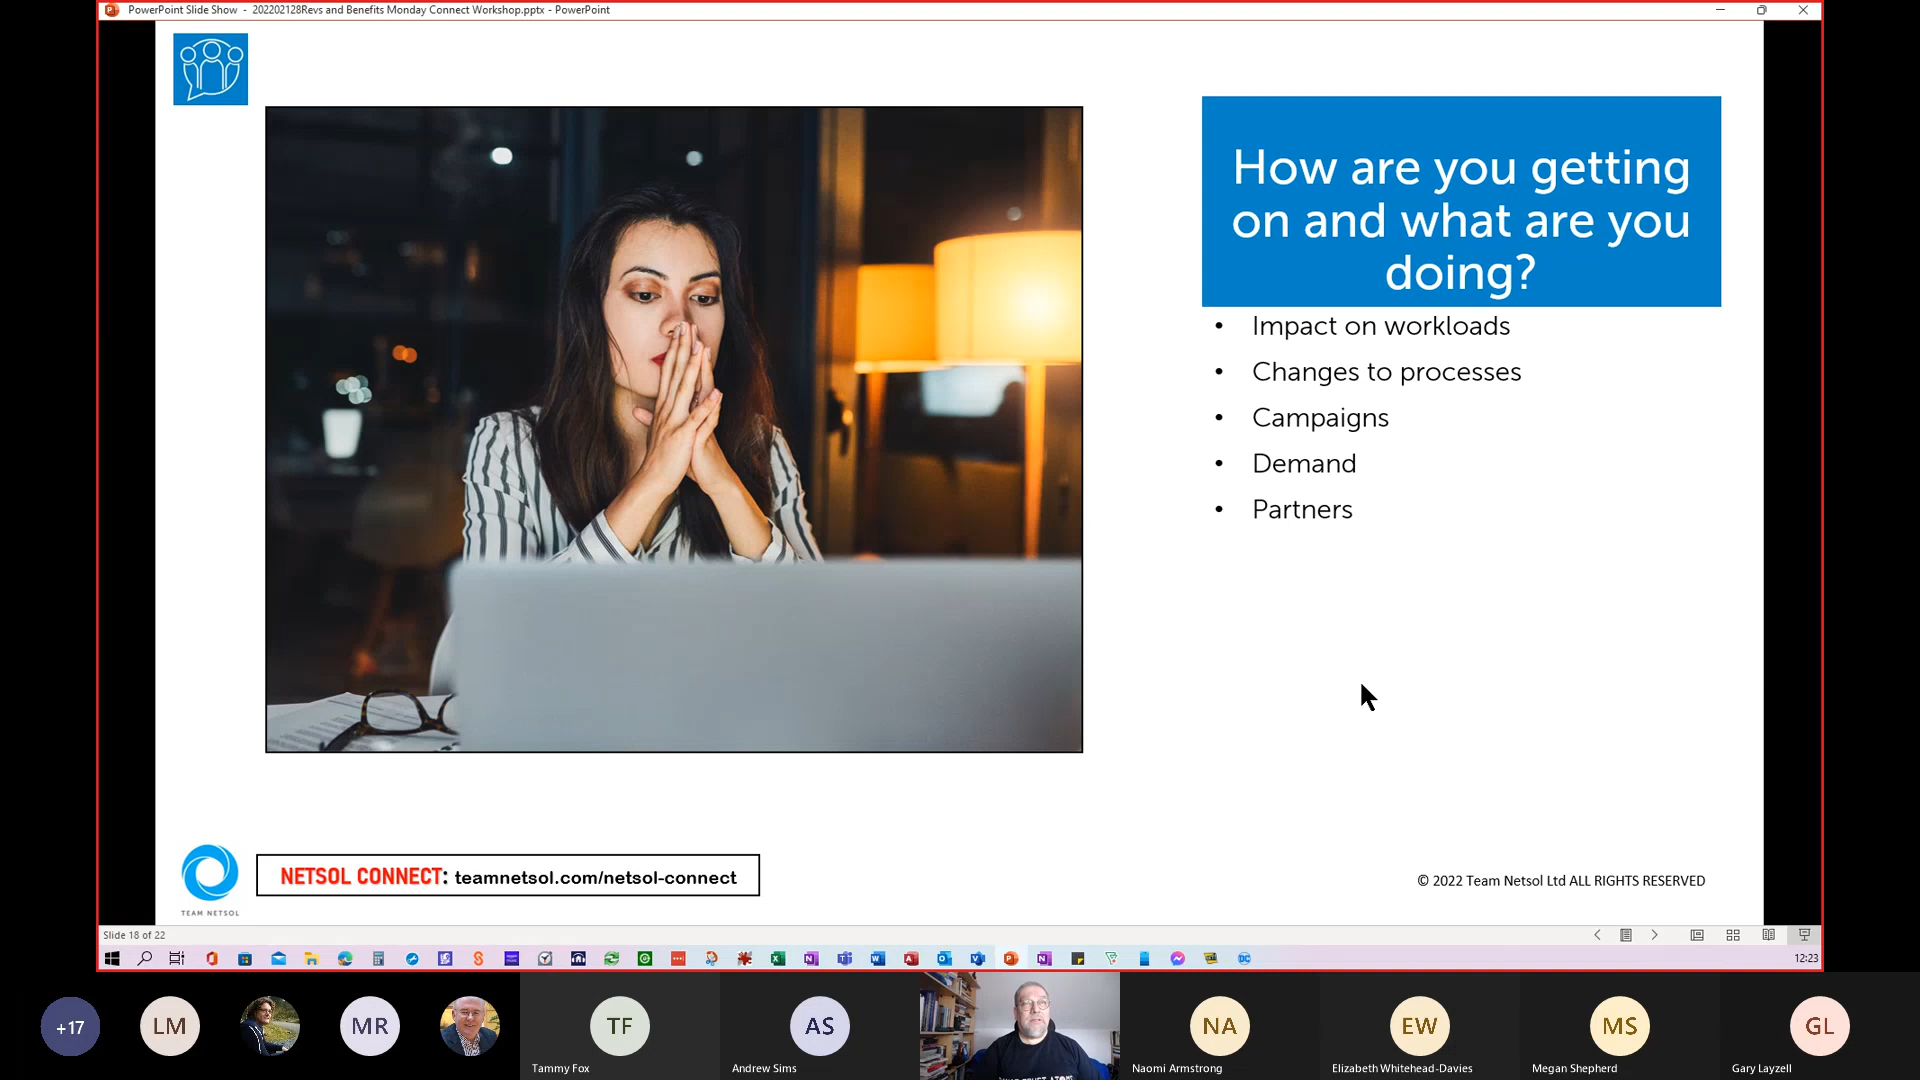 PowerPoint Slide Show - 202202128Revs and Benefits Monday Connect Workshop.pptx - PowerPoint
How are you getting
on and what are you
doing?
• Impact on workloads
• Changes to processes
• Campaigns
• Demand
• Partners
TEAM NETSOL
NETSOL CONNECT: teamnetsol.com/netsol-connect
© 2022 Team Netsol Ltd ALL RIGHTS RESERVED
Slide 18 of 22
12:23
+17
LM
MR
TF
Tammy Fox
AS
Andrew Sims
NA
Naomi Armstrong
EW
Elizabeth Whitehead-Davies
MS
Megan Shepherd
GL
Gary Layzell